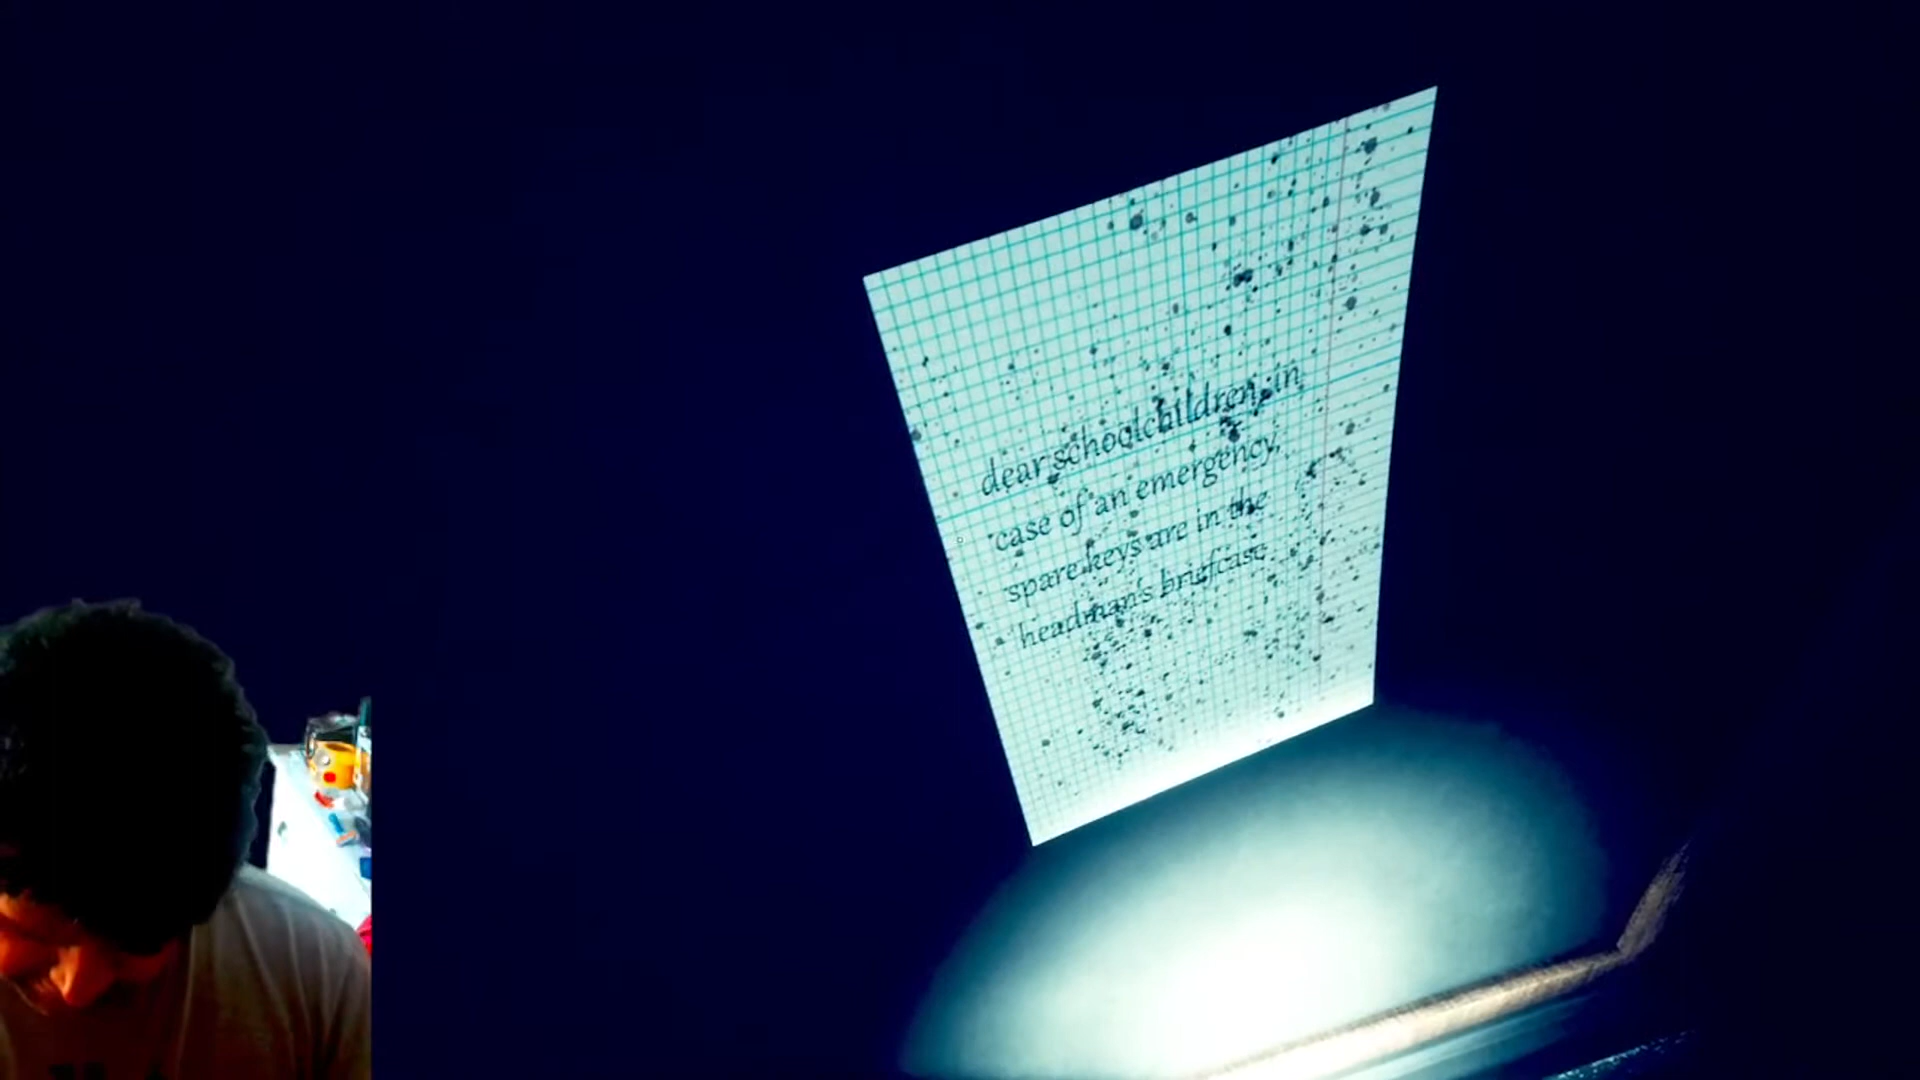 dear schoolchildren, in
case of an emergency,
spare keys are in the
headman's briefcase